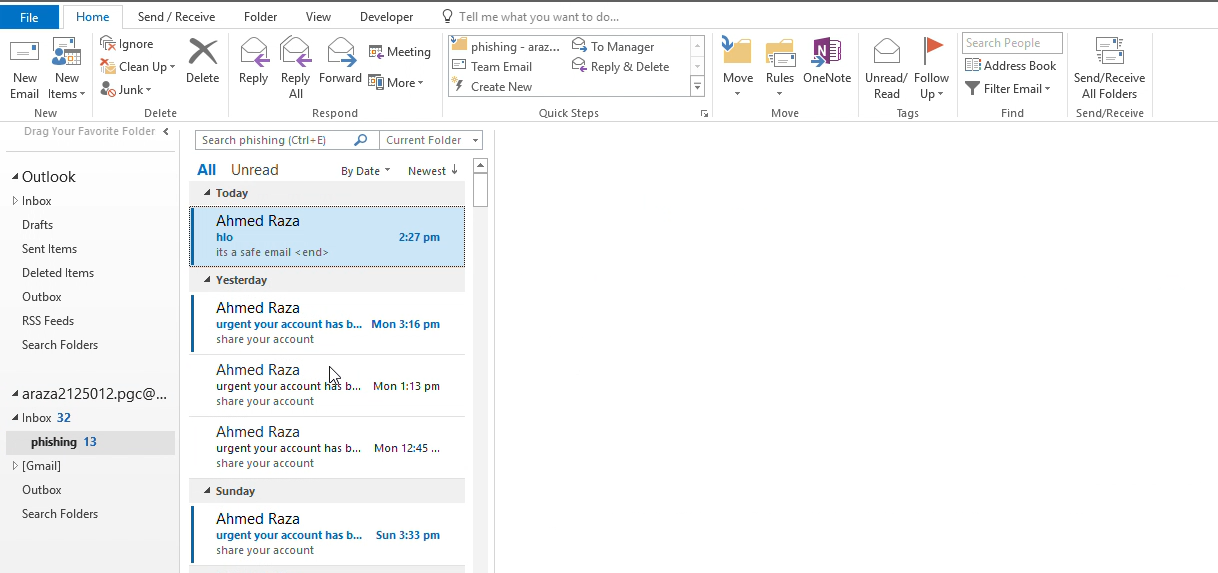 File Home Send / Receive Folder View Developer Tell me what you want to do...
New Email
New Items
Ignore
Clean Up
Junk
Delete
Reply
Reply All
Forward
Meeting
More
phishing - araz...
Team Email
Create New
To Manager
Reply & Delete
Move
Rules
OneNote
Unread/ Read
Follow Up
Search People
Address Book
Filter Email
Send/Receive All Folders
New Delete Respond Quick Steps Move Tags Find Send/Receive
Drag Your Favorite Folder
Outlook
Inbox
Drafts
Sent Items
Deleted Items
Outbox
RSS Feeds
Search Folders
araza2125012.pgc@...
Inbox 32
phishing 13
[Gmail]
Outbox
Search Folders
Search phishing (Ctrl+E) Current Folder
All Unread By Date Newest
Today
Ahmed Raza
hlo 2:27 pm
its a safe email <end>
Yesterday
Ahmed Raza
urgent your account has b... Mon 3:16 pm
share your account
Ahmed Raza
urgent your account has b... Mon 1:13 pm
share your account
Ahmed Raza
urgent your account has b... Mon 12:45 ...
share your account
Sunday
Ahmed Raza
urgent your account has b... Sun 3:33 pm
share your account